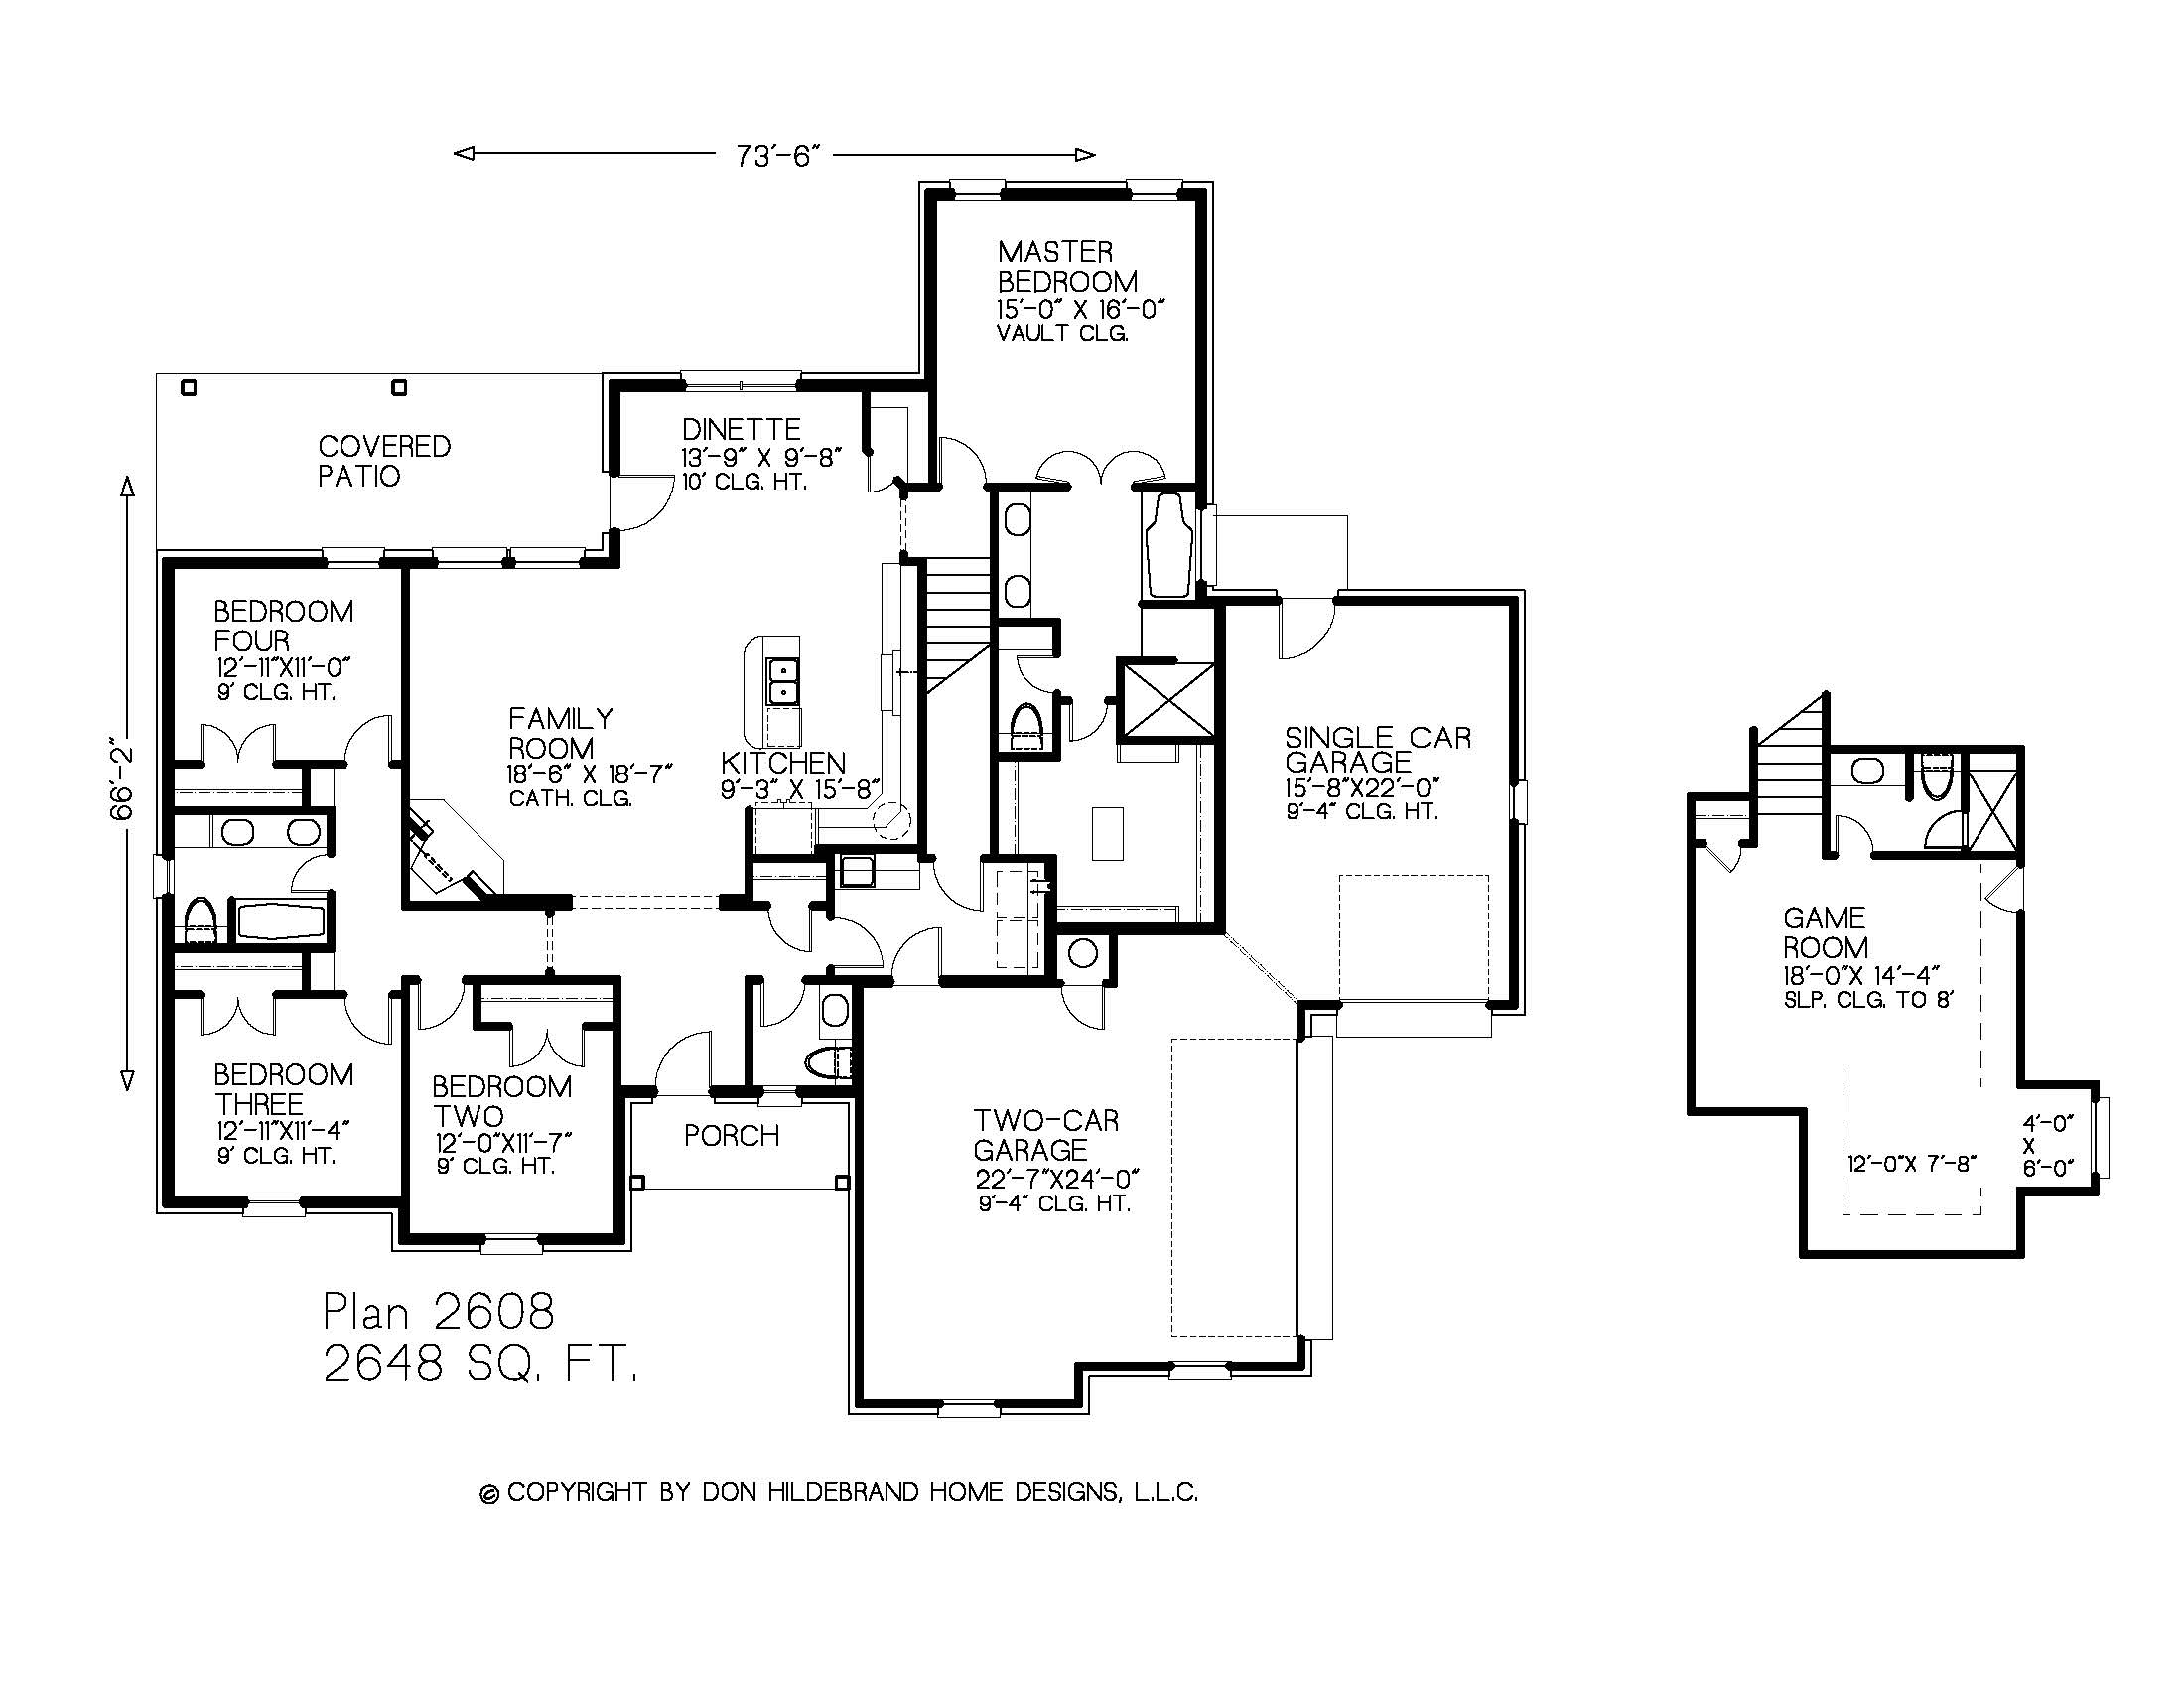 73'-6"
MASTER
BEDROOM
15'-0" X 16'-0"
VAULT CLG.
COVERED
PATIO
DINETTE
13'-9" X 9'-8"
10' CLG. HT.
66'-2"
BEDROOM
FOUR
12'-11"X11'-0"
9' CLG. HT.
FAMILY
ROOM
18'-6" X 18'-7"
CATH. CLG.
KITCHEN
9'-3" X 15'-8"
SINGLE CAR
GARAGE
15'-8"X22'-0"
9'-4" CLG. HT.
GAME
ROOM
18'-0"X 14'-4"
SLP. CLG. TO 8'
12'-0"X 7'-8"
4'-0"
X
6'-0"
BEDROOM
THREE
12'-11"X11'-4"
9' CLG. HT.
BEDROOM
TWO
12'-0"X11'-7"
9' CLG. HT.
PORCH
TWO-CAR
GARAGE
22'-7"X24'-0"
9'-4" CLG. HT.
Plan 2608
2648 SQ. FT.
© COPYRIGHT BY DON HILDEBRAND HOME DESIGNS, L.L.C.